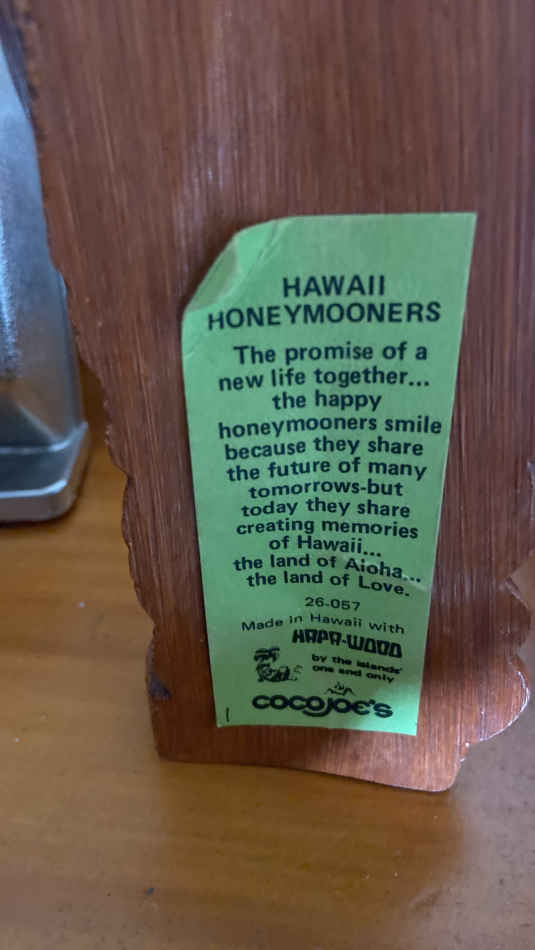 HAWAII
HONEYMOONERS
The promise of a
new life together...
the happy
honeymooners smile
because they share
the future of many
tomorrows-but
today they share
creating memories
of Hawaii...
the land of Aloha...
the land of Love.
26-057
Made in Hawaii with
HAPA-WOOD
by the islands'
one and only
COCO JOE'S